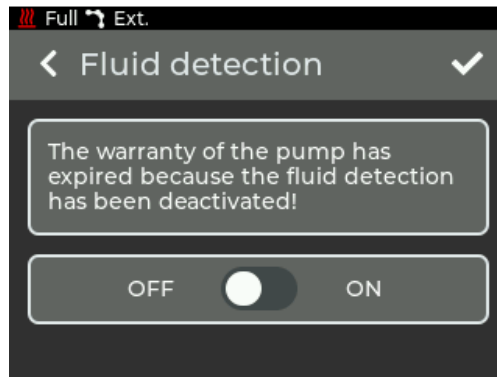 Full Ext.
Fluid detection
The warranty of the pump has
expired because the fluid detection
has been deactivated!
OFF ON